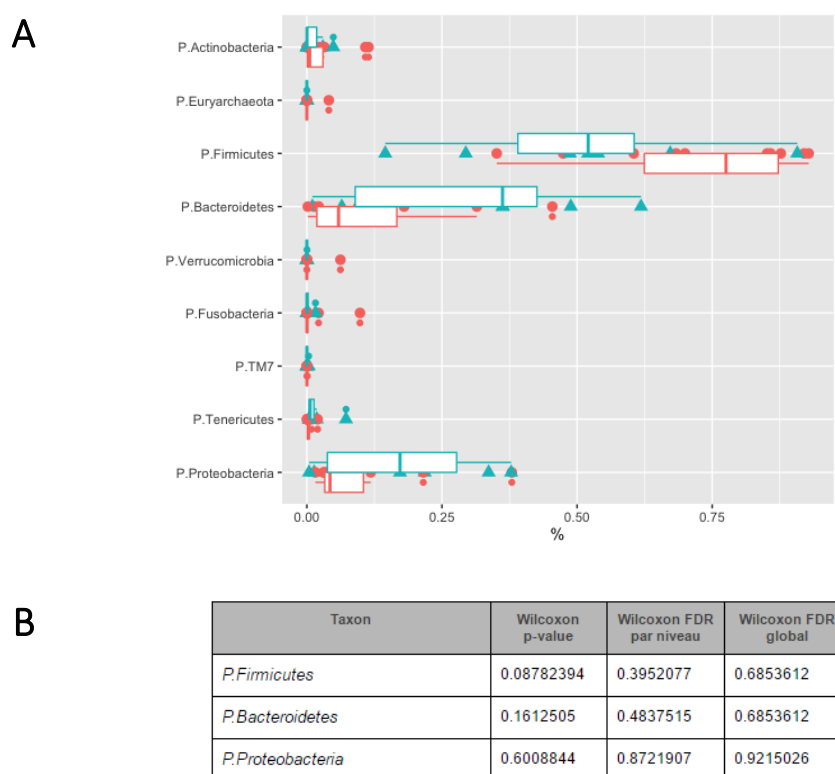 A
P.Actinobacteria
P.Euryarchaeota
P.Firmicutes
P.Bacteroidetes
P.Verrucomicrobia
P.Fusobacteria
P.TM7
P.Tenericutes
P.Proteobacteria
0.00 0.25 0.50 0.75
%
B
Taxon Wilcoxon p-value Wilcoxon FDR par niveau Wilcoxon FDR global
P.Firmicutes 0.08782394 0.3952077 0.6853612
P.Bacteroidetes 0.1612505 0.4837515 0.6853612
P.Proteobacteria 0.6008844 0.8721907 0.9215026